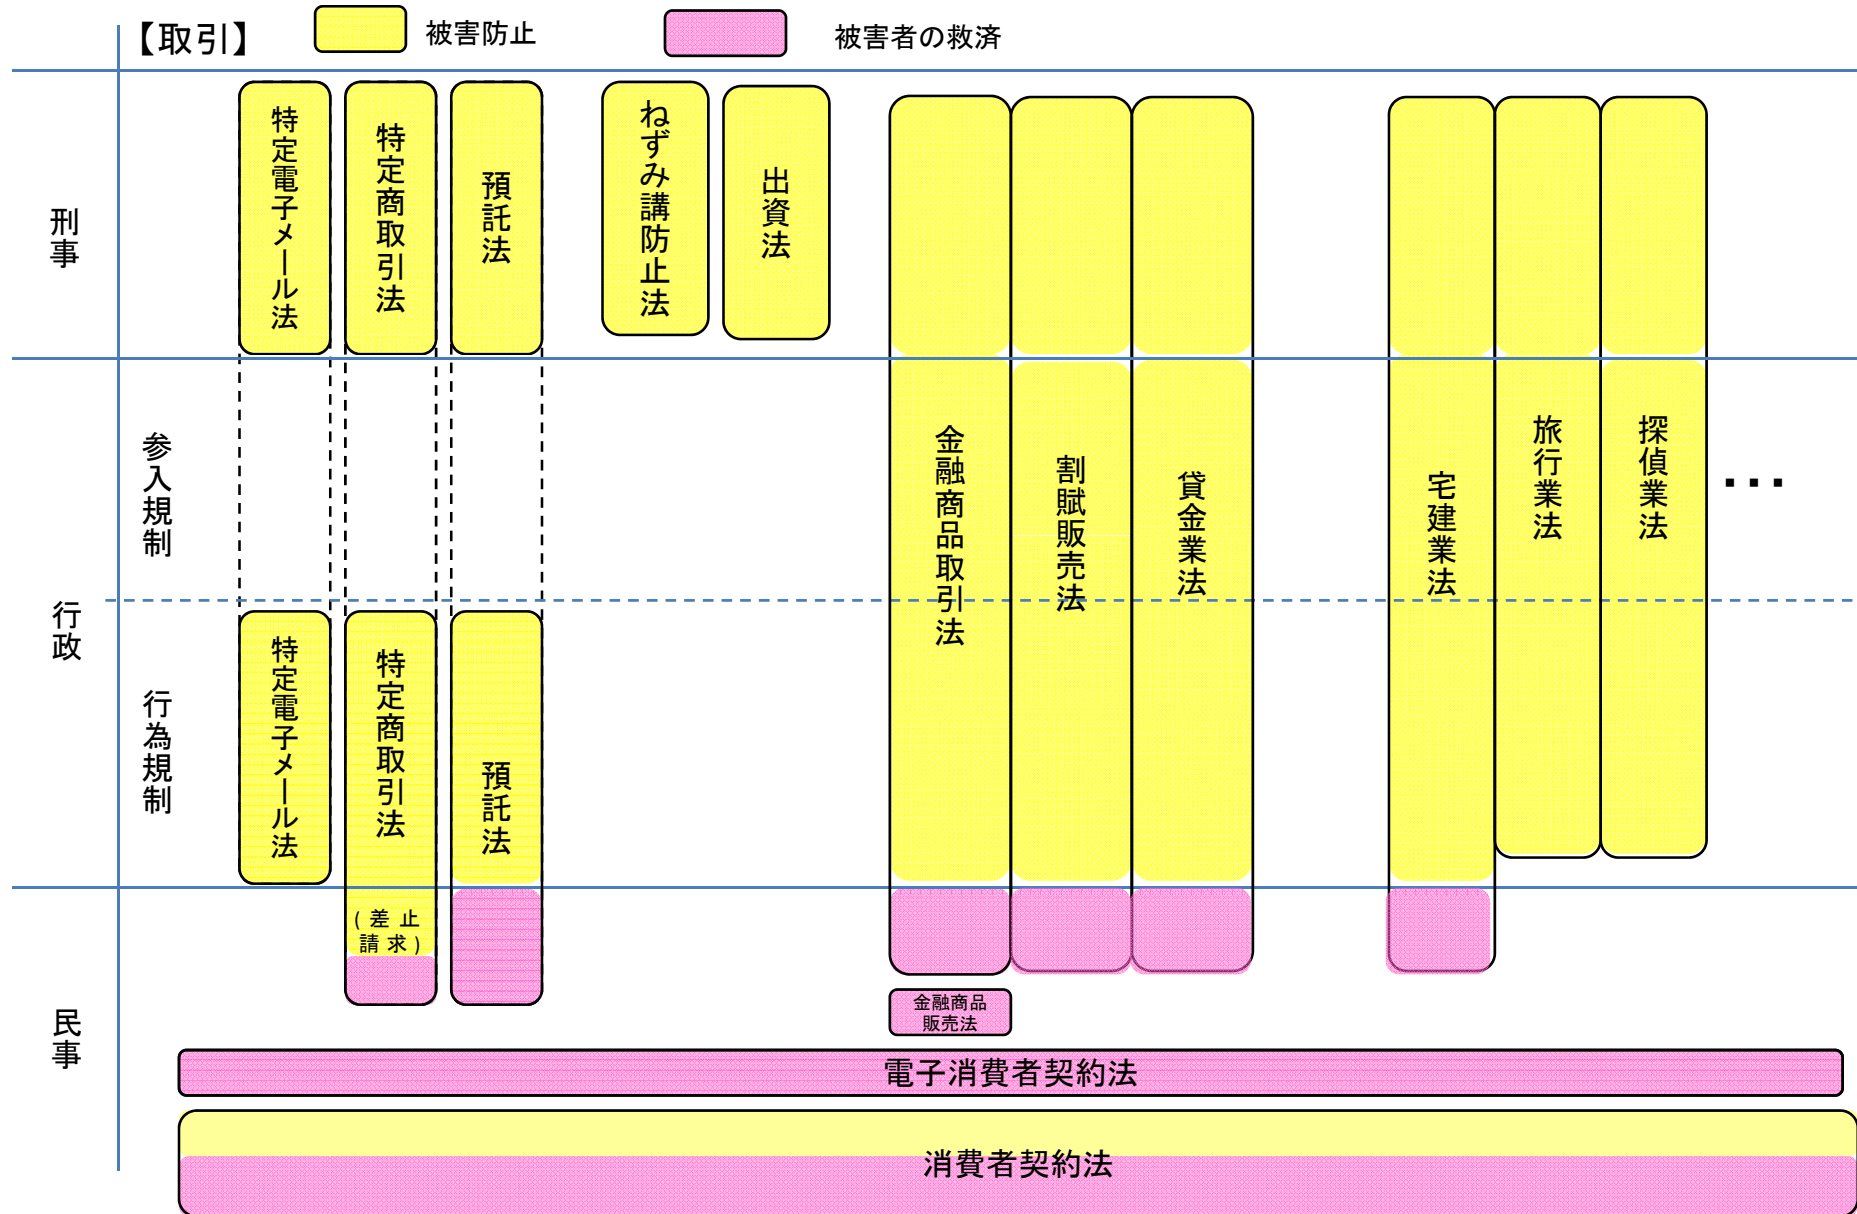 【取引】
被害防止
被害者の救済
刑事
特定電子メール法
特定商取引法
預託法
ねずみ講防止法
出資法
行政
参入規制
金融商品取引法
割賦販売法
貸金業法
宅建業法
旅行業法
探偵業法
・・・
行為規制
特定電子メール法
特定商取引法
預託法
民事
(差止
請求)
金融商品
販売法
電子消費者契約法
消費者契約法